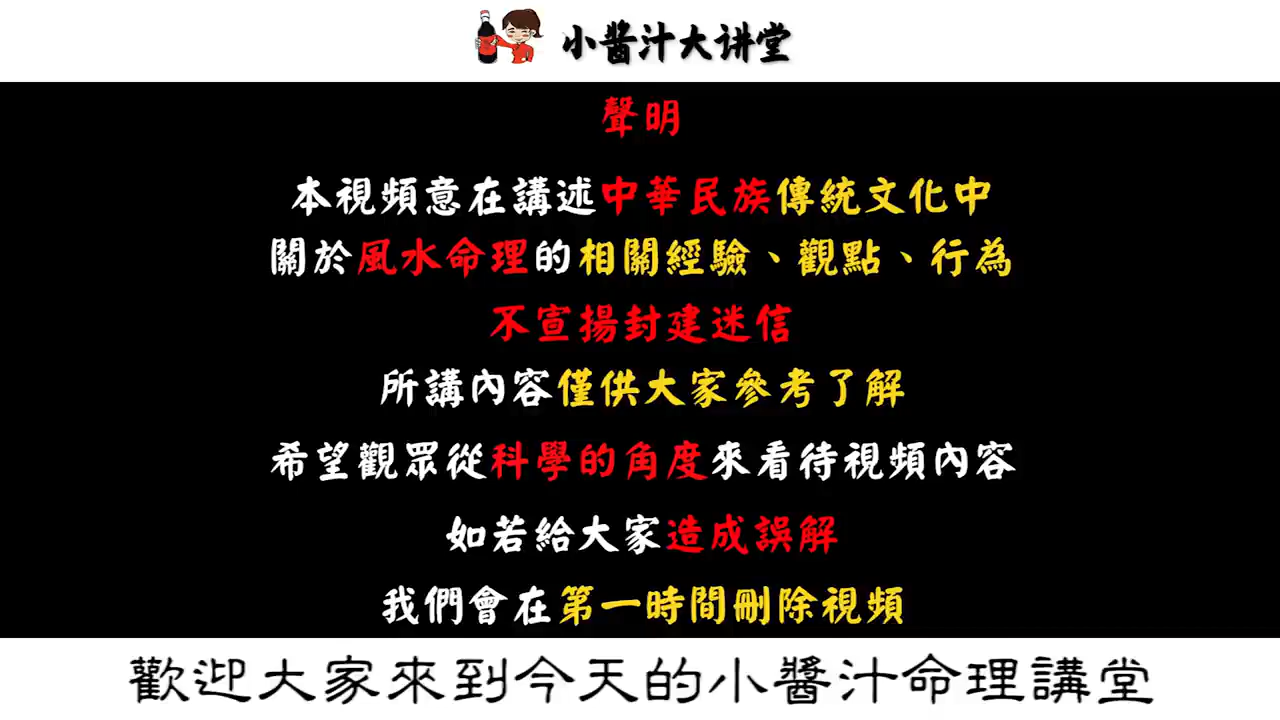 小醬汁大讲堂
聲明
本視頻意在講述中華民族傳統文化中
關於風水命理的相關經驗、觀點、行為
不宣揚封建迷信
所講內容僅供大家參考了解
希望觀眾從科學的角度來看待視頻內容
如若給大家造成誤解
我們會在第一時間刪除視頻
歡迎大家來到今天的小醬汁命理講堂